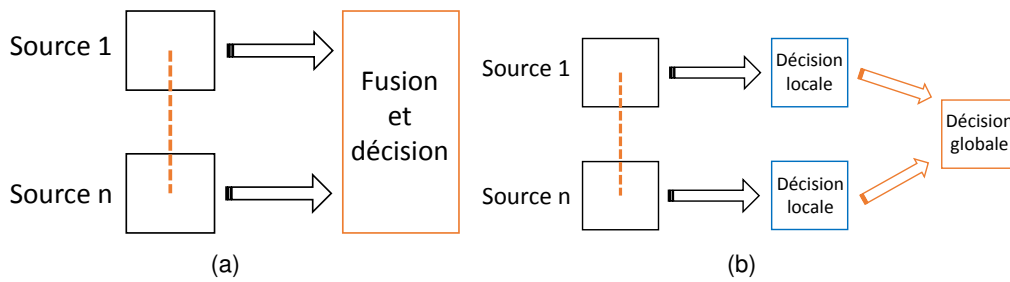 Source 1
Fusion
et
décision
Source n
(a)
Source 1
Décision
locale
Décision
globale
Source n
Décision
locale
(b)